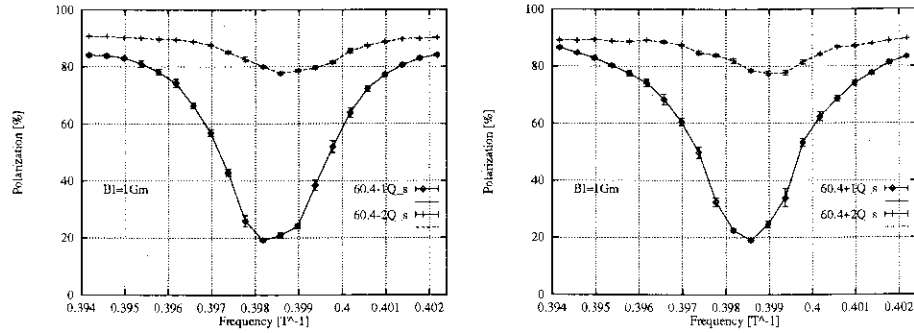 100
80
60
40
20
0
Polarization [%]
Bl=1Gm
60.4-1Q_s
60.4-2Q_s
0.394 0.395 0.396 0.397 0.398 0.399 0.4 0.401 0.402
Frequency [T^-1]
100
80
60
40
20
0
Polarization [%]
Bl=1Gm
60.4+1Q_s
60.4+2Q_s
0.394 0.395 0.396 0.397 0.398 0.399 0.4 0.401 0.402
Frequency [T^-1]